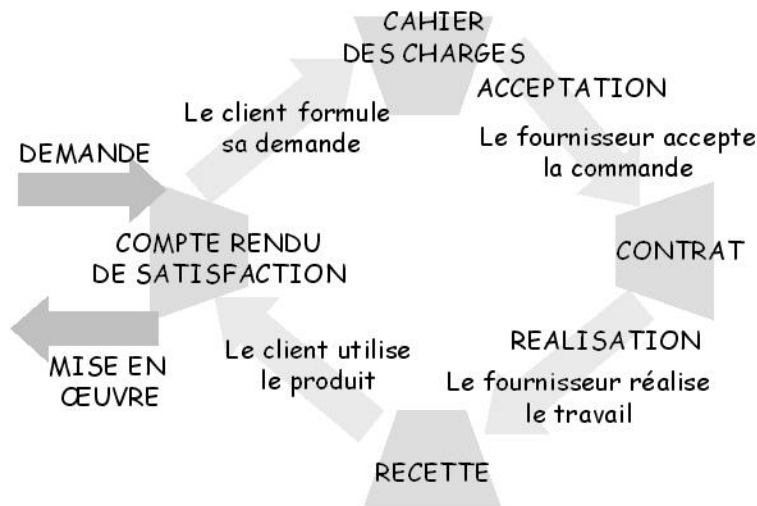 CAHIER
DES CHARGES
ACCEPTATION
Le client formule
sa demande
Le fournisseur accepte
la commande
DEMANDE
COMPTE RENDU
DE SATISFACTION
CONTRAT
REALISATION
Le client utilise
le produit
MISE EN
ŒUVRE
Le fournisseur réalise
le travail
RECETTE